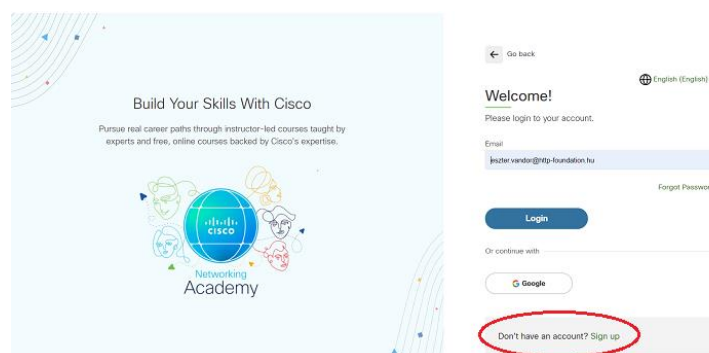 Build Your Skills With Cisco
Pursue real career paths through instructor-led courses taught by
experts and free, online courses backed by Cisco's expertise.
CISCO
Networking
Academy
Go back
English (English)
Welcome!
Please login to your account.
Email
eszter.vandor@http-foundation.hu
Forgot Passwor
Login
Or continue with
Google
Don't have an account? Sign up